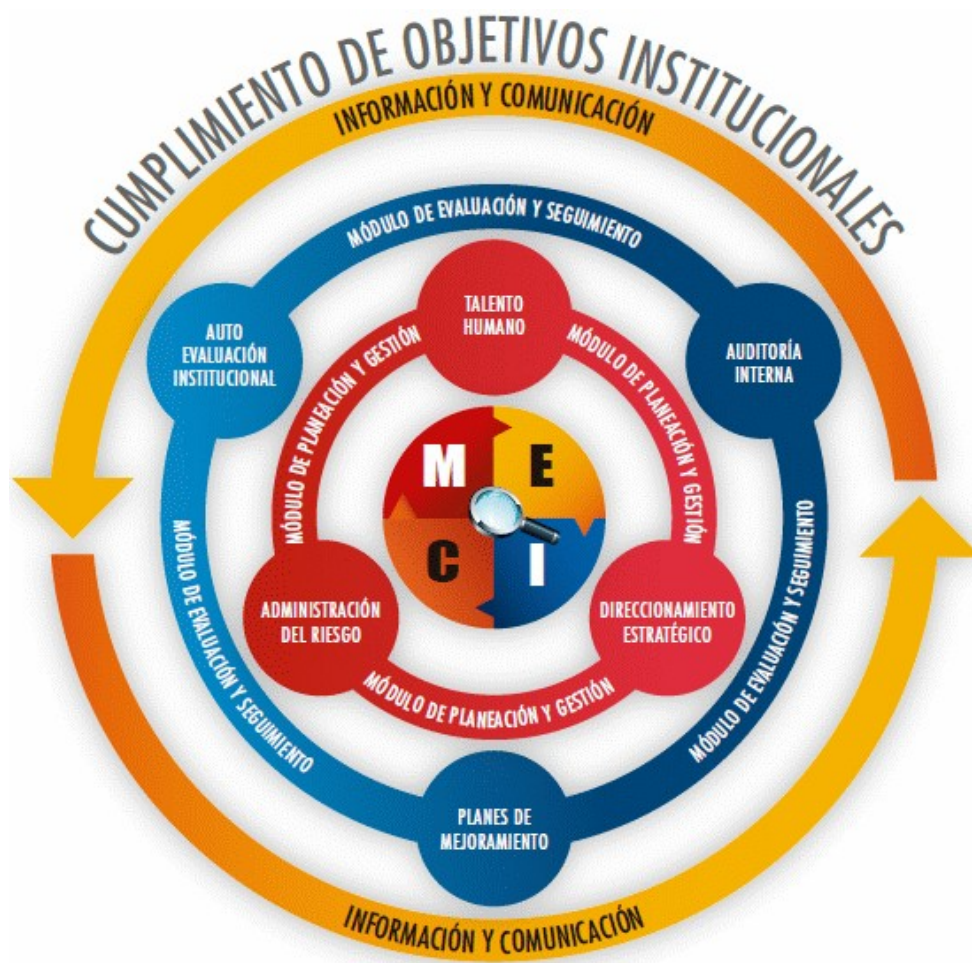 CUMPLIMIENTO DE OBJETIVOS INSTITUCIONALES
INFORMACIÓN Y COMUNICACIÓN
MÓDULO DE EVALUACIÓN Y SEGUIMIENTO
TALENTO
HUMANO
AUTO
EVALUACIÓN
INSTITUCIONAL
AUDITORÍA
INTERNA
MÓDULO DE PLANEACIÓN Y GESTIÓN
MÓDULO DE PLANEACIÓN Y GESTIÓN
M E
C I
ADMINISTRACIÓN
DEL RIESGO
DIRECCIONAMIENTO
ESTRATÉGICO
MÓDULO DE PLANEACIÓN Y GESTIÓN
MÓDULO DE EVALUACIÓN Y SEGUIMIENTO
MÓDULO DE EVALUACIÓN Y SEGUIMIENTO
PLANES DE
MEJORAMIENTO
INFORMACIÓN Y COMUNICACIÓN